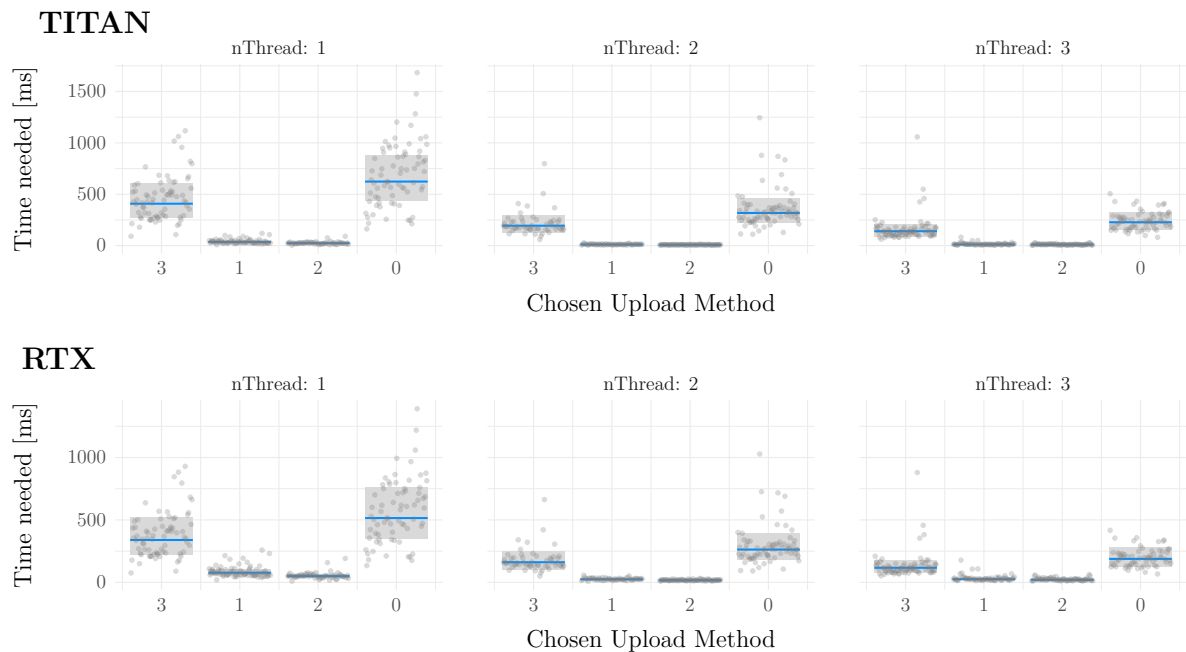 TITAN
nThread: 1 nThread: 2 nThread: 3
Time needed [ms]
1500
1000
500
0
3 1 2 0 3 1 2 0 3 1 2 0
Chosen Upload Method
RTX
nThread: 1 nThread: 2 nThread: 3
Time needed [ms]
1000
500
0
3 1 2 0 3 1 2 0 3 1 2 0
Chosen Upload Method